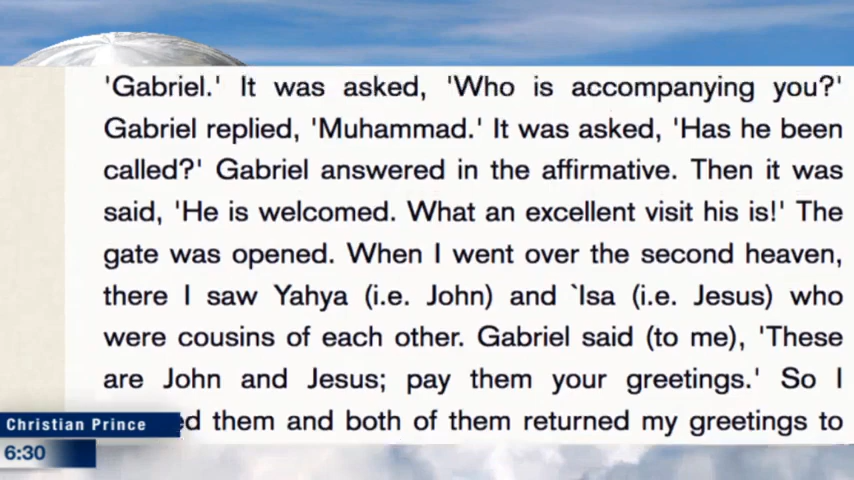 'Gabriel.' It was asked, 'Who is accompanying you?'
Gabriel replied, 'Muhammad.' It was asked, 'Has he been
called?' Gabriel answered in the affirmative. Then it was
said, 'He is welcomed. What an excellent visit his is!' The
gate was opened. When I went over the second heaven,
there I saw Yahya (i.e. John) and `Isa (i.e. Jesus) who
were cousins of each other. Gabriel said (to me), 'These
are John and Jesus; pay them your greetings.' So I
ed them and both of them returned my greetings to
Christian Prince
6:30